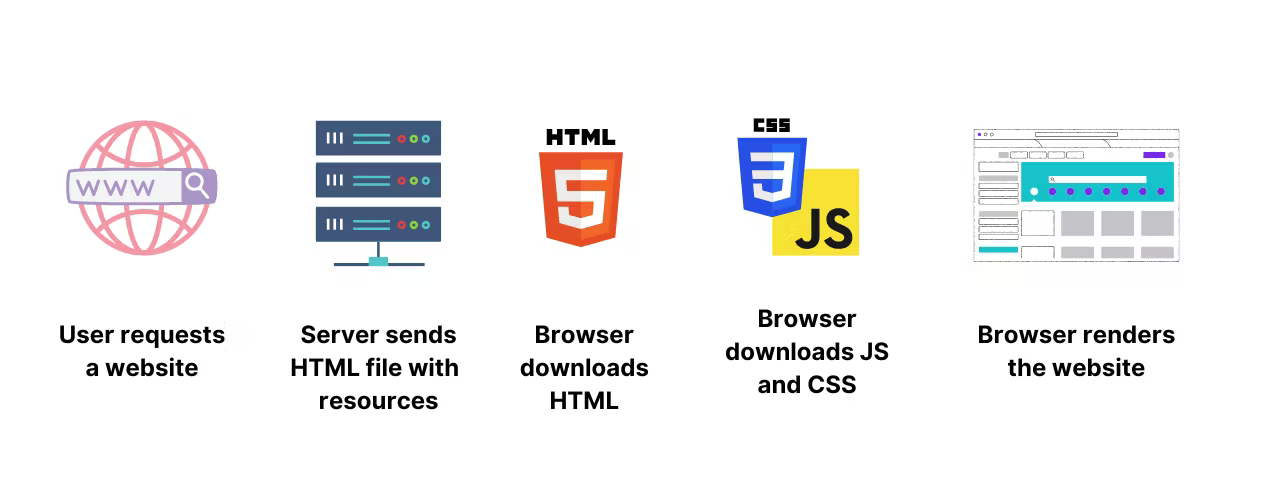 WWW
HTML
5
CSS
3
JS
User requests
a website
Server sends
HTML file with
resources
Browser
downloads
HTML
Browser
downloads JS
and CSS
Browser renders
the website